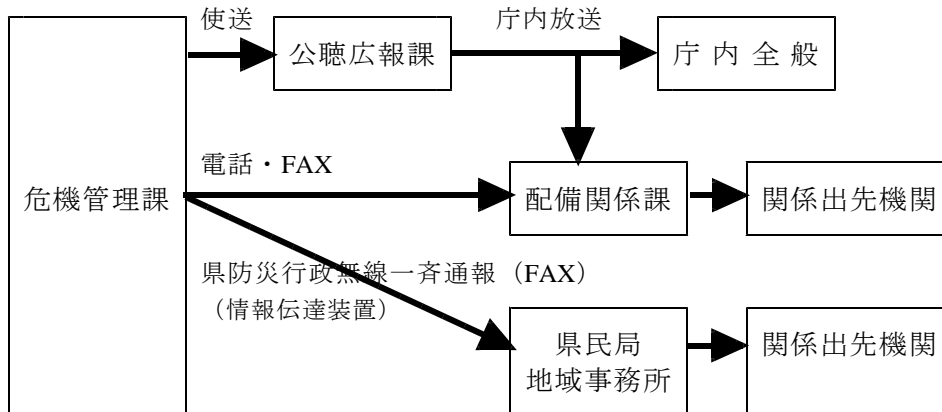 使送
庁内放送
公聴広報課
庁内全般
電話・FAX
危機管理課
配備関係課
関係出先機関
県防災行政無線一斉通報（FAX）
（情報伝達装置）
県民局
地域事務所
関係出先機関